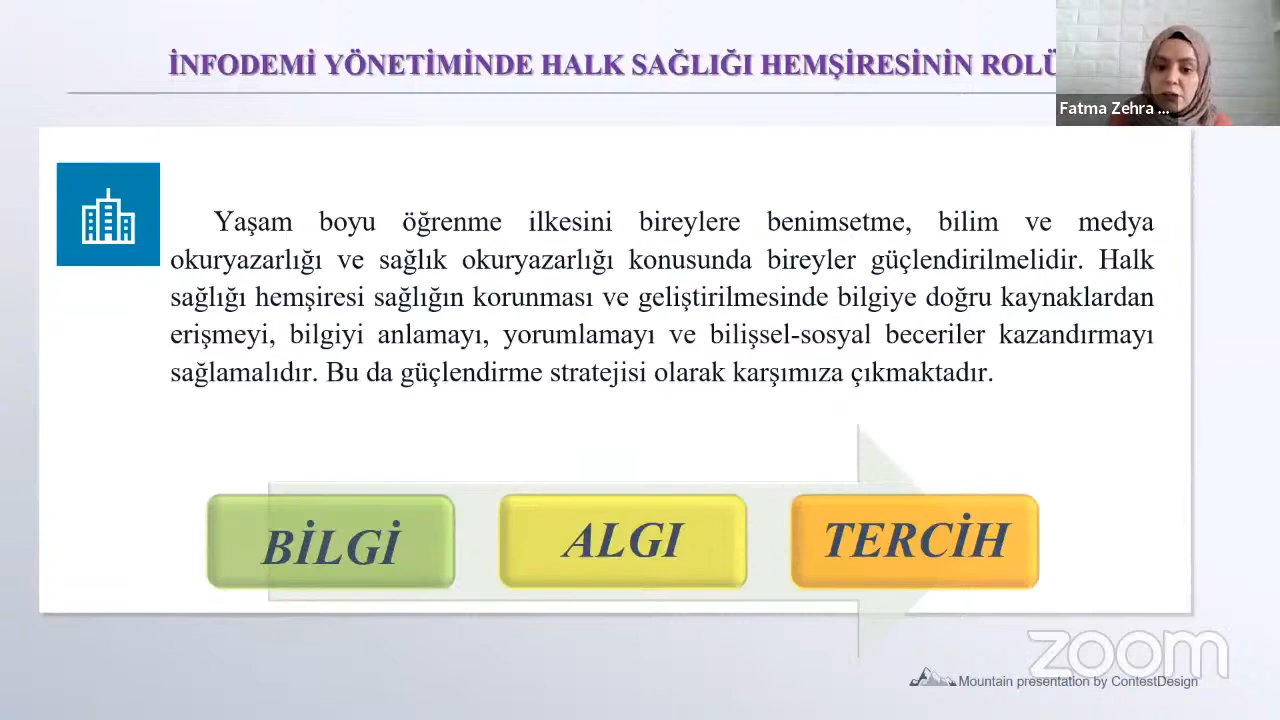 İNFODEMİ YÖNETİMİNDE HALK SAĞLIĞI HEMŞİRESİNİN ROLÜ
Fatma Zehra ...
Yaşam boyu öğrenme ilkesini bireylere benimsetme, bilim ve medya
okuryazarlığı ve sağlık okuryazarlığı konusunda bireyler güçlendirilmelidir. Halk
sağlığı hemşiresi sağlığın korunması ve geliştirilmesinde bilgiye doğru kaynaklardan
erişmeyi, bilgiyi anlamayı, yorumlamayı ve bilişsel-sosyal beceriler kazandırmayı
sağlamalıdır. Bu da güçlendirme stratejisi olarak karşımıza çıkmaktadır.
BİLGİ ALGI TERCİH
zoom
Mountain presentation by ContestDesign